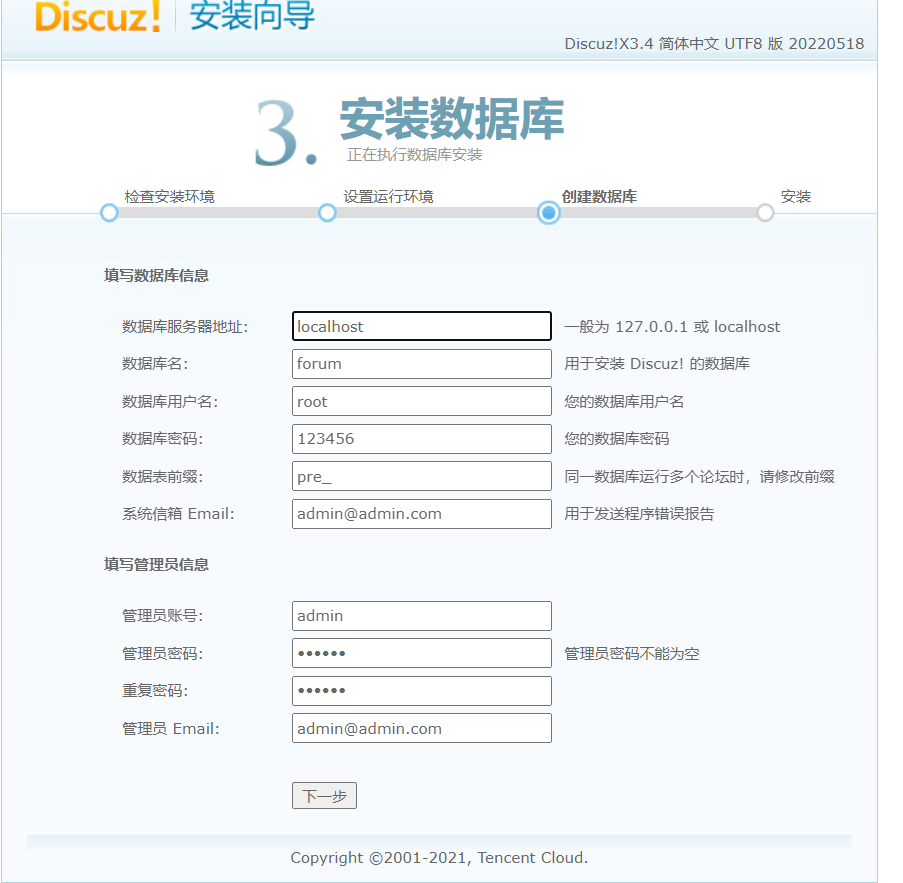 Discuz! 安装向导
Discuz!X3.4 简体中文 UTF8 版 20220518
3. 安装数据库
正在执行数据库安装
检查安装环境 设置运行环境 创建数据库 安装
填写数据库信息
数据库服务器地址: localhost 一般为 127.0.0.1 或 localhost
数据库名: forum 用于安装 Discuz! 的数据库
数据库用户名: root 您的数据库用户名
数据库密码: 123456 您的数据库密码
数据表前缀: pre_ 同一数据库运行多个论坛时，请修改前缀
系统信箱 Email: admin@admin.com 用于发送程序错误报告
填写管理员信息
管理员账号: admin
管理员密码: •••••• 管理员密码不能为空
重复密码: ••••••
管理员 Email: admin@admin.com
下一步
Copyright ©2001-2021, Tencent Cloud.